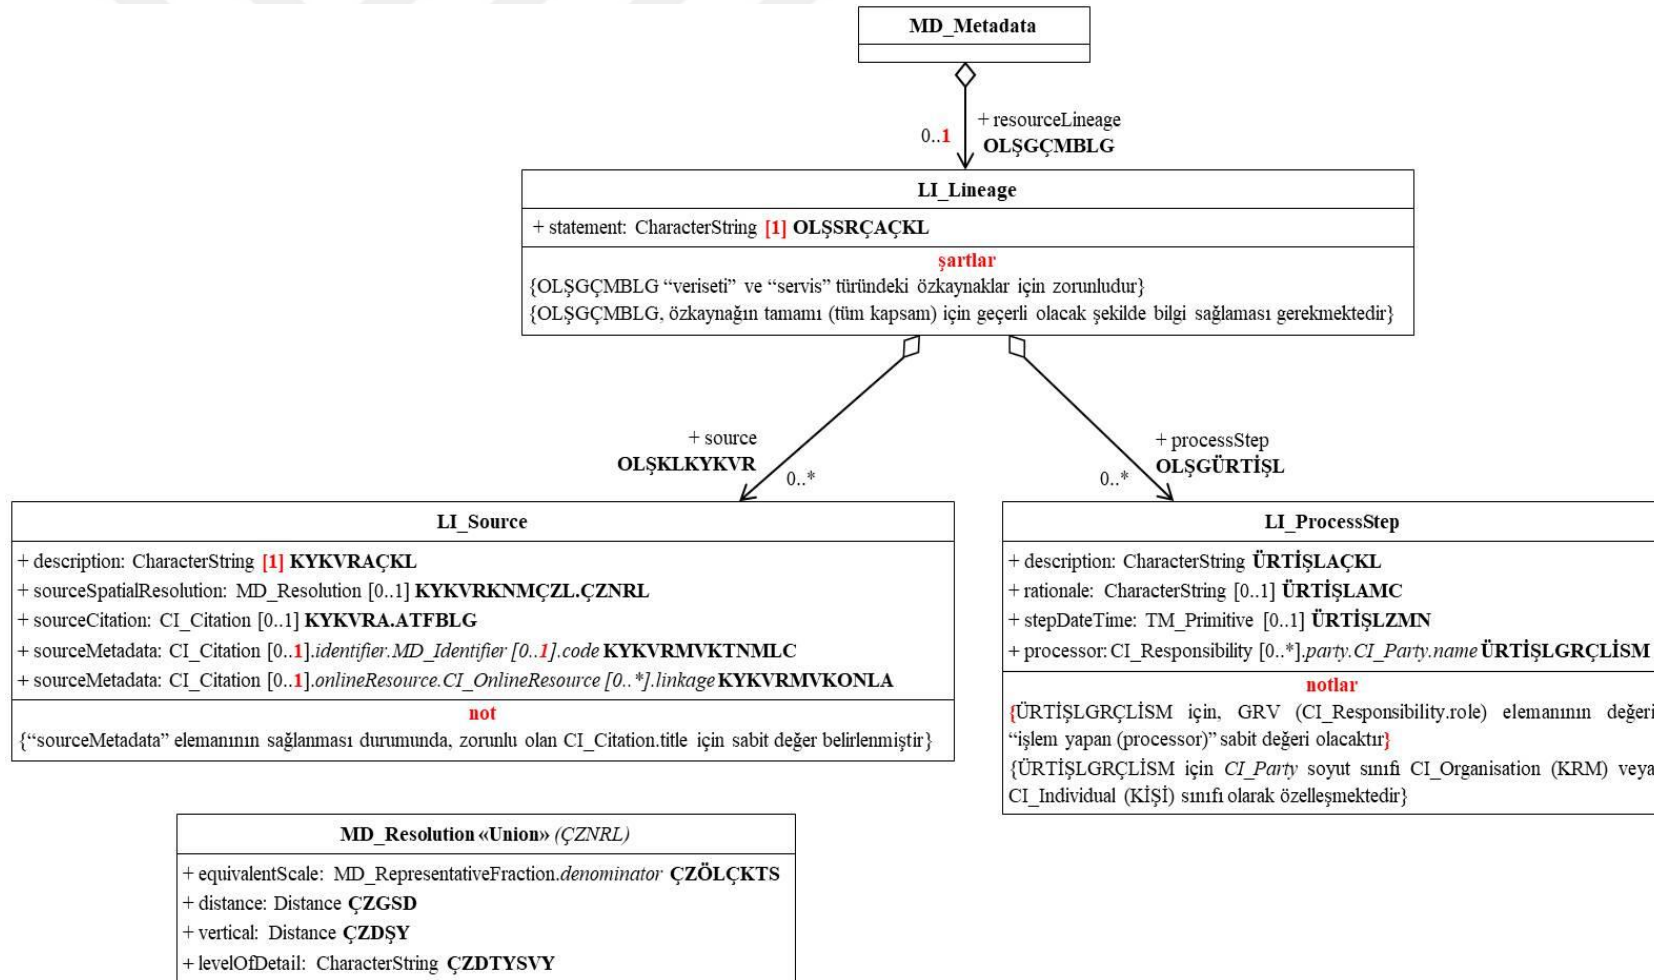 MD_Metadata
+ resourceLineage
0..1
OLŞGÇMBLG
LI_Lineage
+ statement: CharacterString [1] OLŞSRÇAÇKL
şartlar
{OLŞGÇMBLG “veriseti” ve “servis” türündeki özkaynaklar için zorunludur}
{OLŞGÇMBLG, özkaynağın tamamı (tüm kapsam) için geçerli olacak şekilde bilgi sağlaması gerekmektedir}
+ source
OLŞKLKYKVR
0..*
+ processStep
OLŞGÜRTİŞL
0..*
LI_Source
+ description: CharacterString [1] KYKVRAÇKL
+ sourceSpatialResolution: MD_Resolution [0..1] KYKVRKNMÇZL.ÇZNRL
+ sourceCitation: CI_Citation [0..1] KYKVRA.ATFBLG
+ sourceMetadata: CI_Citation [0..1].identifier.MD_Identifier [0..1].code KYKVRMVKTNMLC
+ sourceMetadata: CI_Citation [0..1].onlineResource.CI_OnlineResource [0..*].linkage KYKVRMVKONLA
not
{“sourceMetadata” elemanının sağlanması durumunda, zorunlu olan CI_Citation.title için sabit değer belirlenmiştir}
LI_ProcessStep
+ description: CharacterString ÜRTİŞLAÇKL
+ rationale: CharacterString [0..1] ÜRTİŞLAMC
+ stepDateTime: TM_Primitive [0..1] ÜRTİŞLZMN
+ processor: CI_Responsibility [0..*].party.CI_Party.name ÜRTİŞLGRÇLİSM
notlar
{ÜRTİŞLGRÇLİSM için, GRV (CI_Responsibility.role) elemanının değeri
“işlem yapan (processor)” sabit değeri olacaktır}
{ÜRTİŞLGRÇLİSM için CI_Party soyut sınıfı CI_Organisation (KRM) veya
CI_Individual (KİŞİ) sınıfı olarak özelleşmektedir}
MD_Resolution «Union» (ÇZNRL)
+ equivalentScale: MD_RepresentativeFraction.denominator ÇZÖLÇKTS
+ distance: Distance ÇZGSD
+ vertical: Distance ÇZDŞY
+ levelOfDetail: CharacterString ÇZDTYSVY